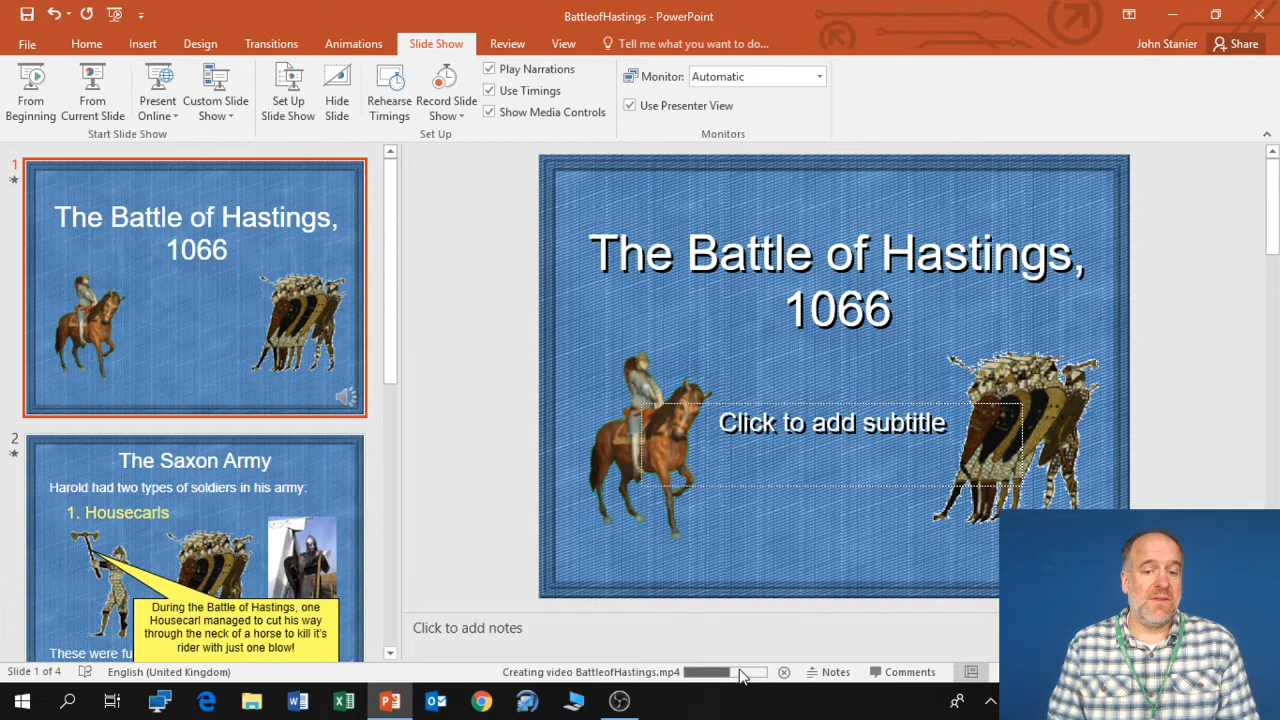 BattleofHastings - PowerPoint
File
Home
Insert
Design
Transitions
Animations
Slide Show
Review
View
Tell me what you want to do...
John Stanier
Share
From Beginning
From Current Slide
Present Online
Custom Slide Show
Set Up Slide Show
Hide Slide
Rehearse Timings
Record Slide Show
Play Narrations
Use Timings
Show Media Controls
Monitor:
Automatic
Use Presenter View
Start Slide Show
Set Up
Monitors
1
The Battle of Hastings,
1066
2
The Saxon Army
Harold had two types of soldiers in his army:
1. Housecarls
During the Battle of Hastings, one
Housecarl managed to cut his way
through the neck of a horse to kill it's
rider with just one blow!
These were fu
The Battle of Hastings,
1066
Click to add subtitle
Click to add notes
Slide 1 of 4
English (United Kingdom)
Creating video BattleofHastings.mp4
Notes
Comments